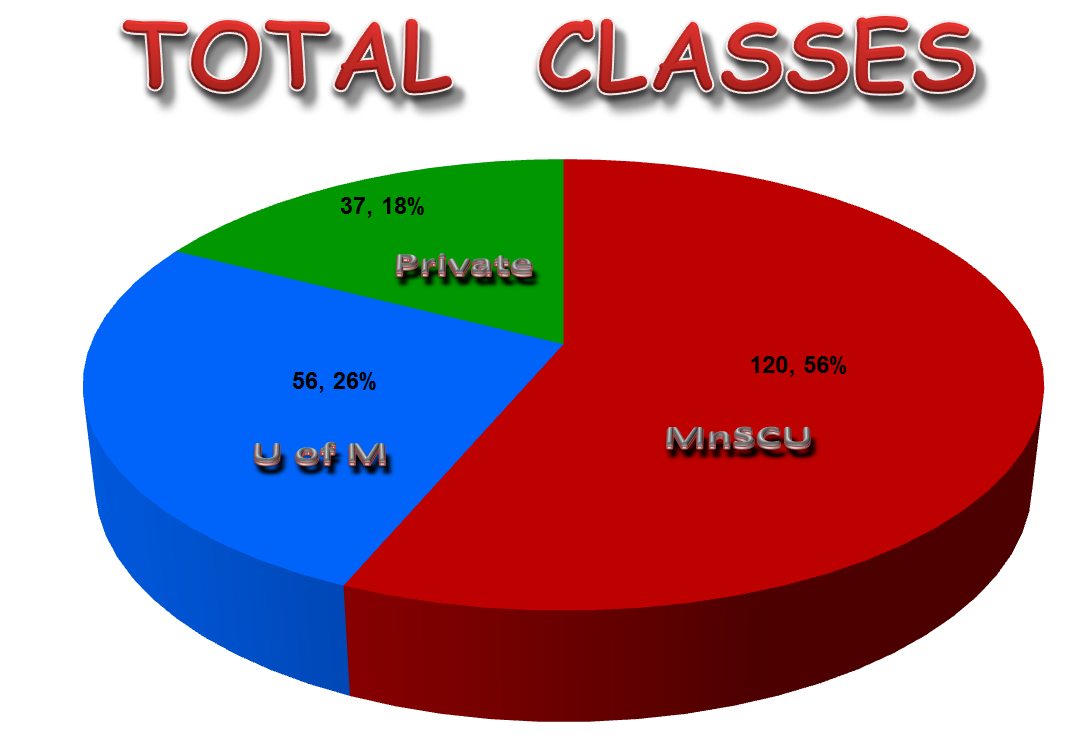 TOTAL CLASSES
37, 18%
Private
120, 56%
56, 26%
MnSCU
U of M